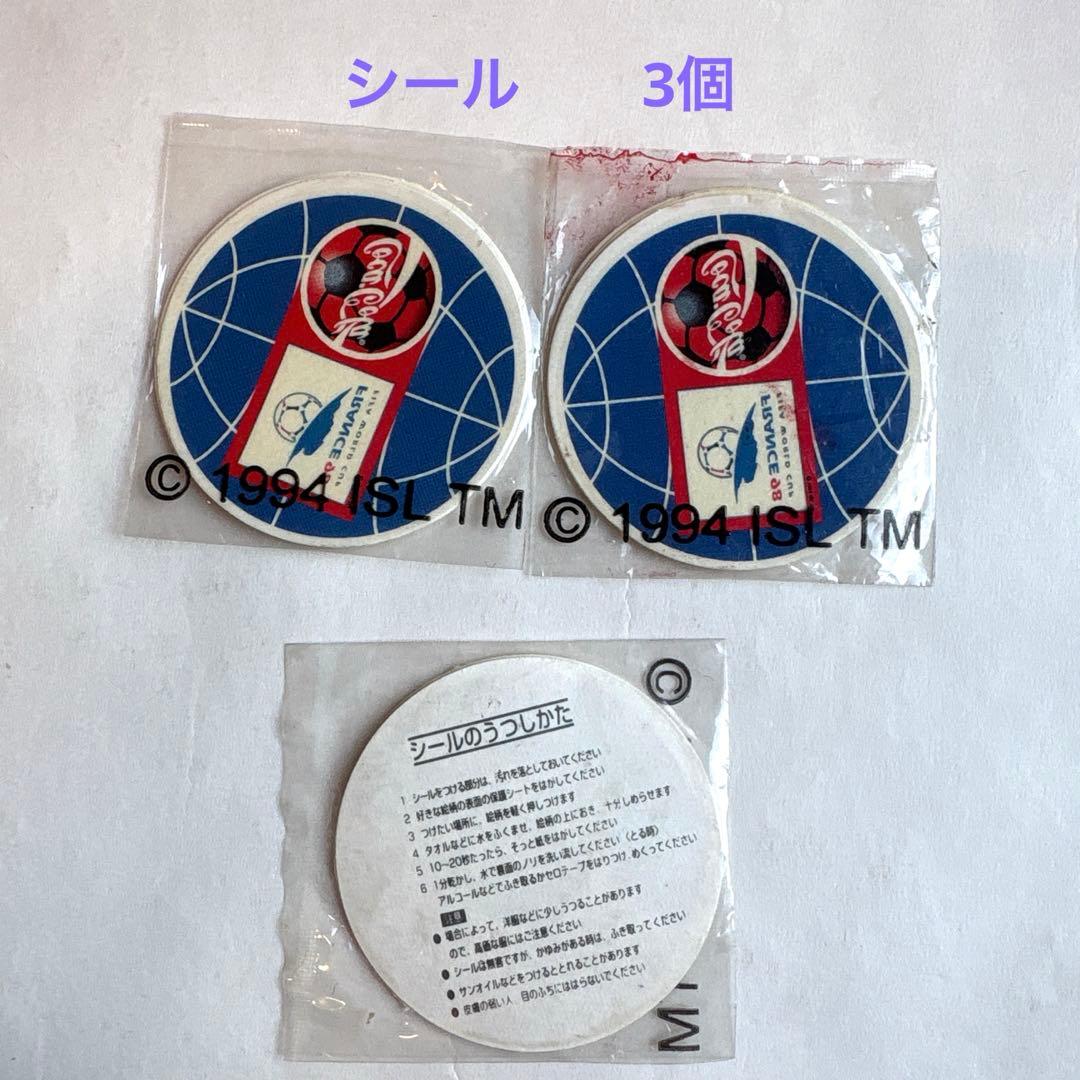 シール 3個
Coca-Cola
FIFA WORLD CUP
FRANCE98
© 1994 ISL TM
Coca-Cola
FIFA WORLD CUP
FRANCE98
© 1994 ISL TM
©
シールのうつしかた
1 シールをつける部分は、汚れを落としておいてください
2 好きな絵柄の表面の保護シートをはがしてください
3 つけたい場所に、絵柄を軽く押しつけます
4 タオルなどに水をふくませ、絵柄の上におき、十分しめらせます
5 10〜20秒たったら、そっと紙をはがしてください
6 1分乾かし、水で表面のノリを洗い流してください〈とる時〉
アルコールなどでふき取るかセロテープをはりつけ、めくってください
注意
● 場合によって、洋服などに少しうつることがあります
ので、高価な服にはご注意ください
● シールは無害ですが、かゆみがある時は、ふき取ってください
● サンオイルなどをつけるととれることがあります
● 皮膚の弱い人、目のふちにははらないでください